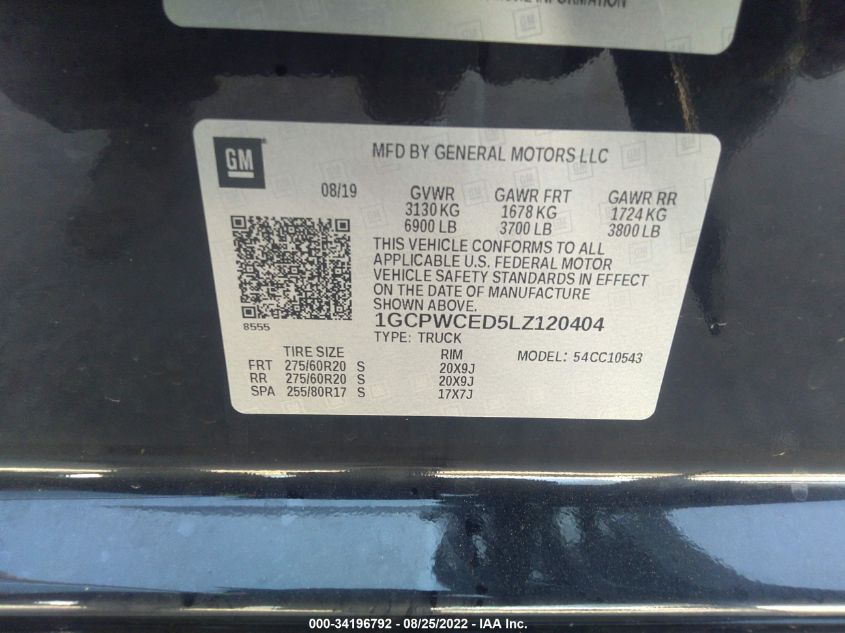 INFORMATION
GM
GM
MFD BY GENERAL MOTORS LLC
08/19 GVWR GAWR FRT GAWR RR
3130 KG 1678 KG 1724 KG
6900 LB 3700 LB 3800 LB
THIS VEHICLE CONFORMS TO ALL
APPLICABLE U.S. FEDERAL MOTOR
VEHICLE SAFETY STANDARDS IN EFFECT
ON THE DATE OF MANUFACTURE
SHOWN ABOVE.
8555 1GCPWCED5LZ120404
TYPE: TRUCK
TIRE SIZE RIM MODEL: 54CC10543
FRT 275/60R20 S 20X9J
RR 275/60R20 S 20X9J
SPA 255/80R17 S 17X7J
000-34196792 - 08/25/2022 - IAA Inc.